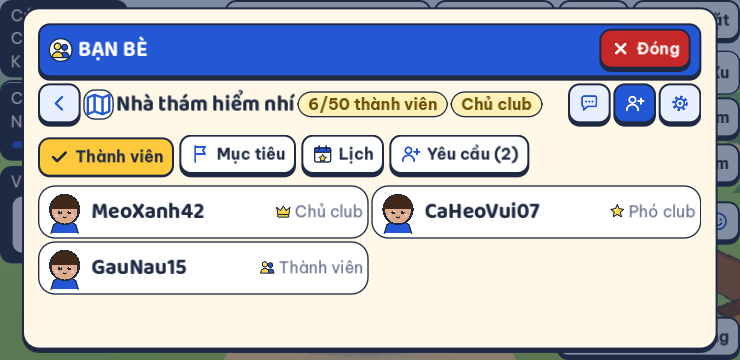 BẠN BÈ
Đóng
Nhà thám hiểm nhí 6/50 thành viên Chủ club
Thành viên Mục tiêu Lịch Yêu cầu (2)
MeoXanh42 Chủ club
CaHeoVui07 Phó club
GauNau15 Thành viên